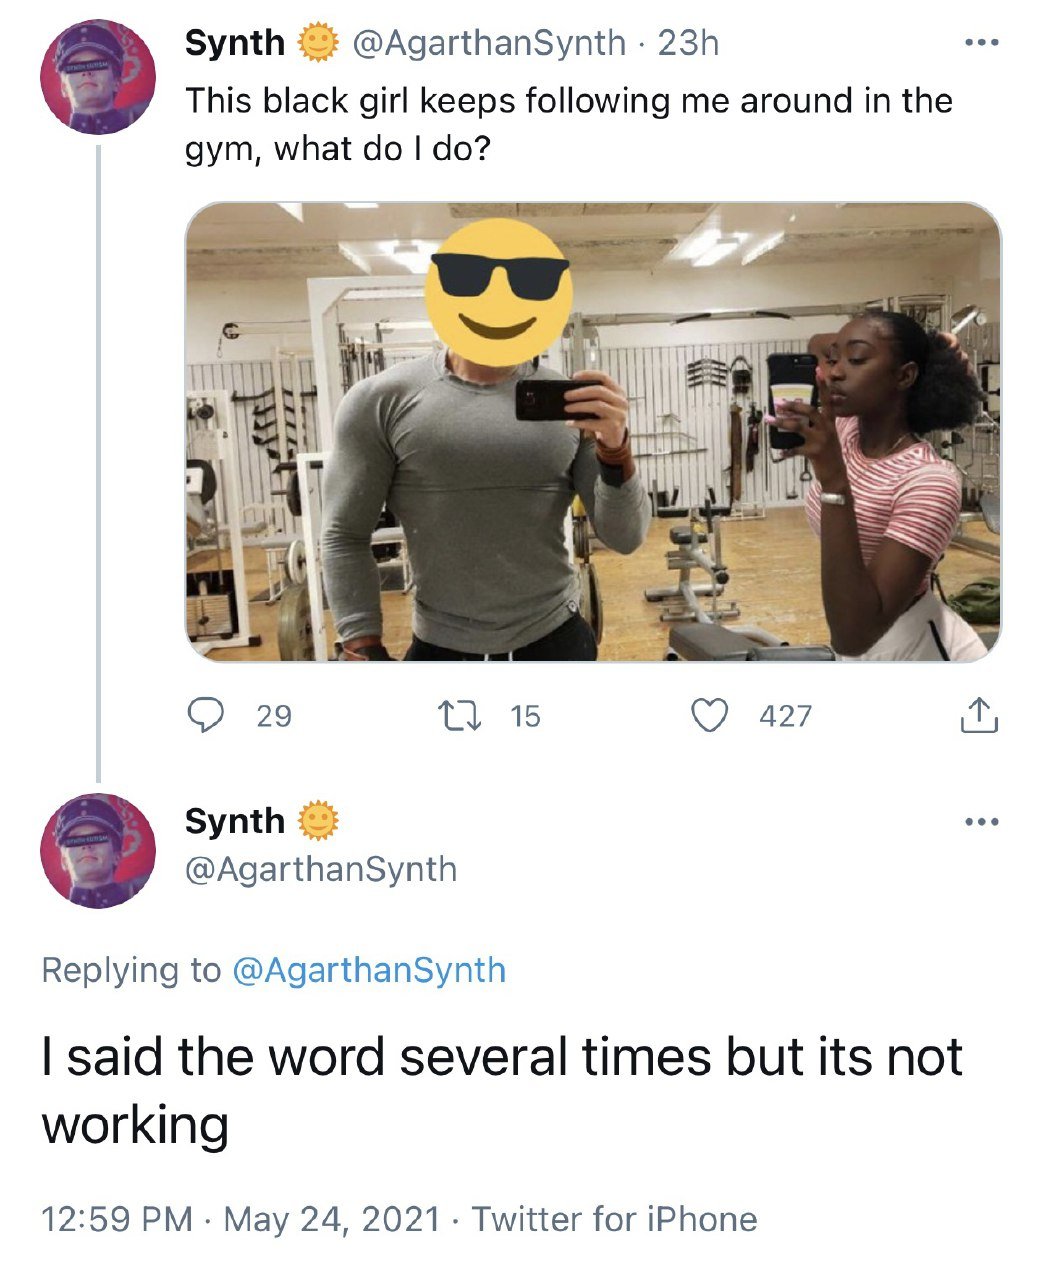 Synth @AgarthanSynth · 23h
This black girl keeps following me around in the
gym, what do I do?
29 15 427
Synth
@AgarthanSynth
Replying to @AgarthanSynth
I said the word several times but its not
working
12:59 PM · May 24, 2021 · Twitter for iPhone